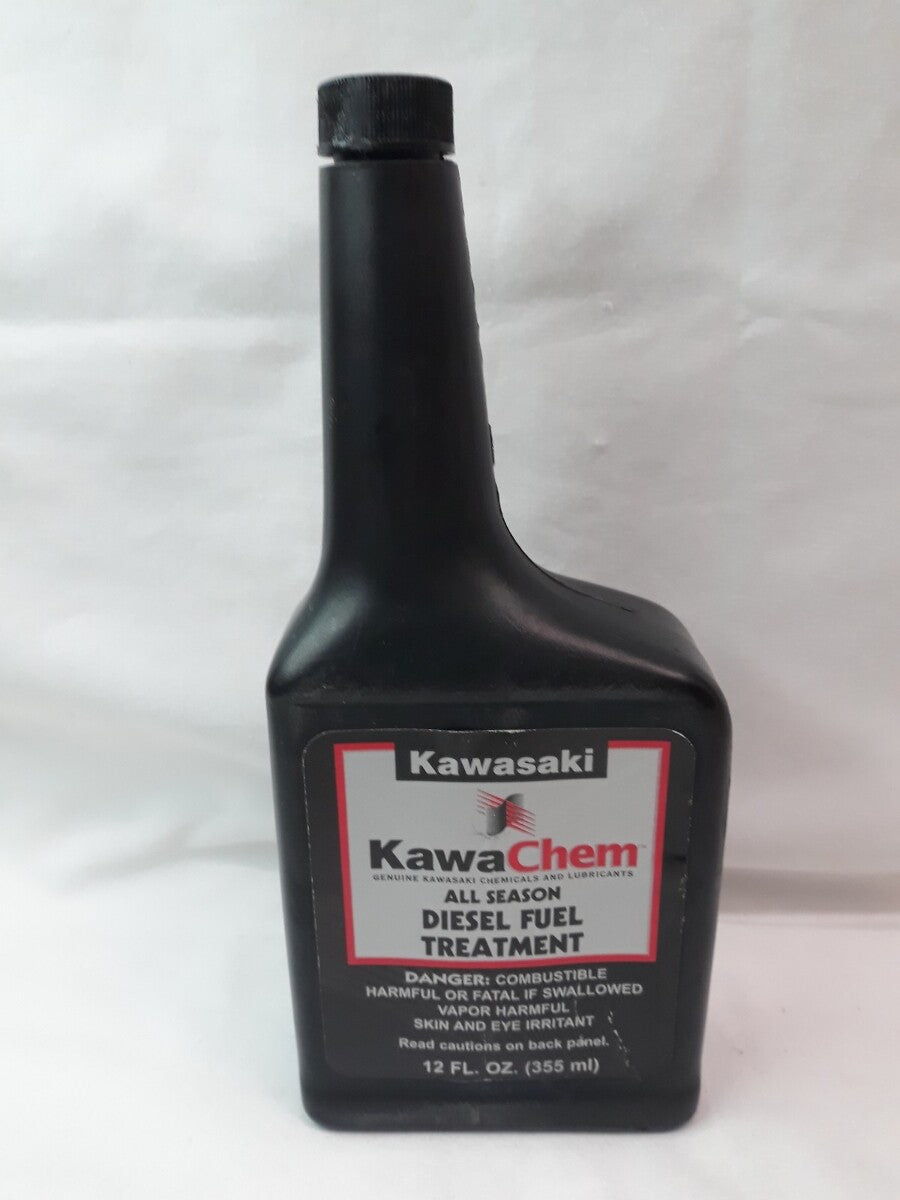 Kawasaki
KawaChem™
GENUINE KAWASAKI CHEMICALS AND LUBRICANTS
ALL SEASON
DIESEL FUEL
TREATMENT
DANGER: COMBUSTIBLE
HARMFUL OR FATAL IF SWALLOWED
VAPOR HARMFUL
SKIN AND EYE IRRITANT
Read cautions on back panel.
12 FL. OZ. (355 ml)